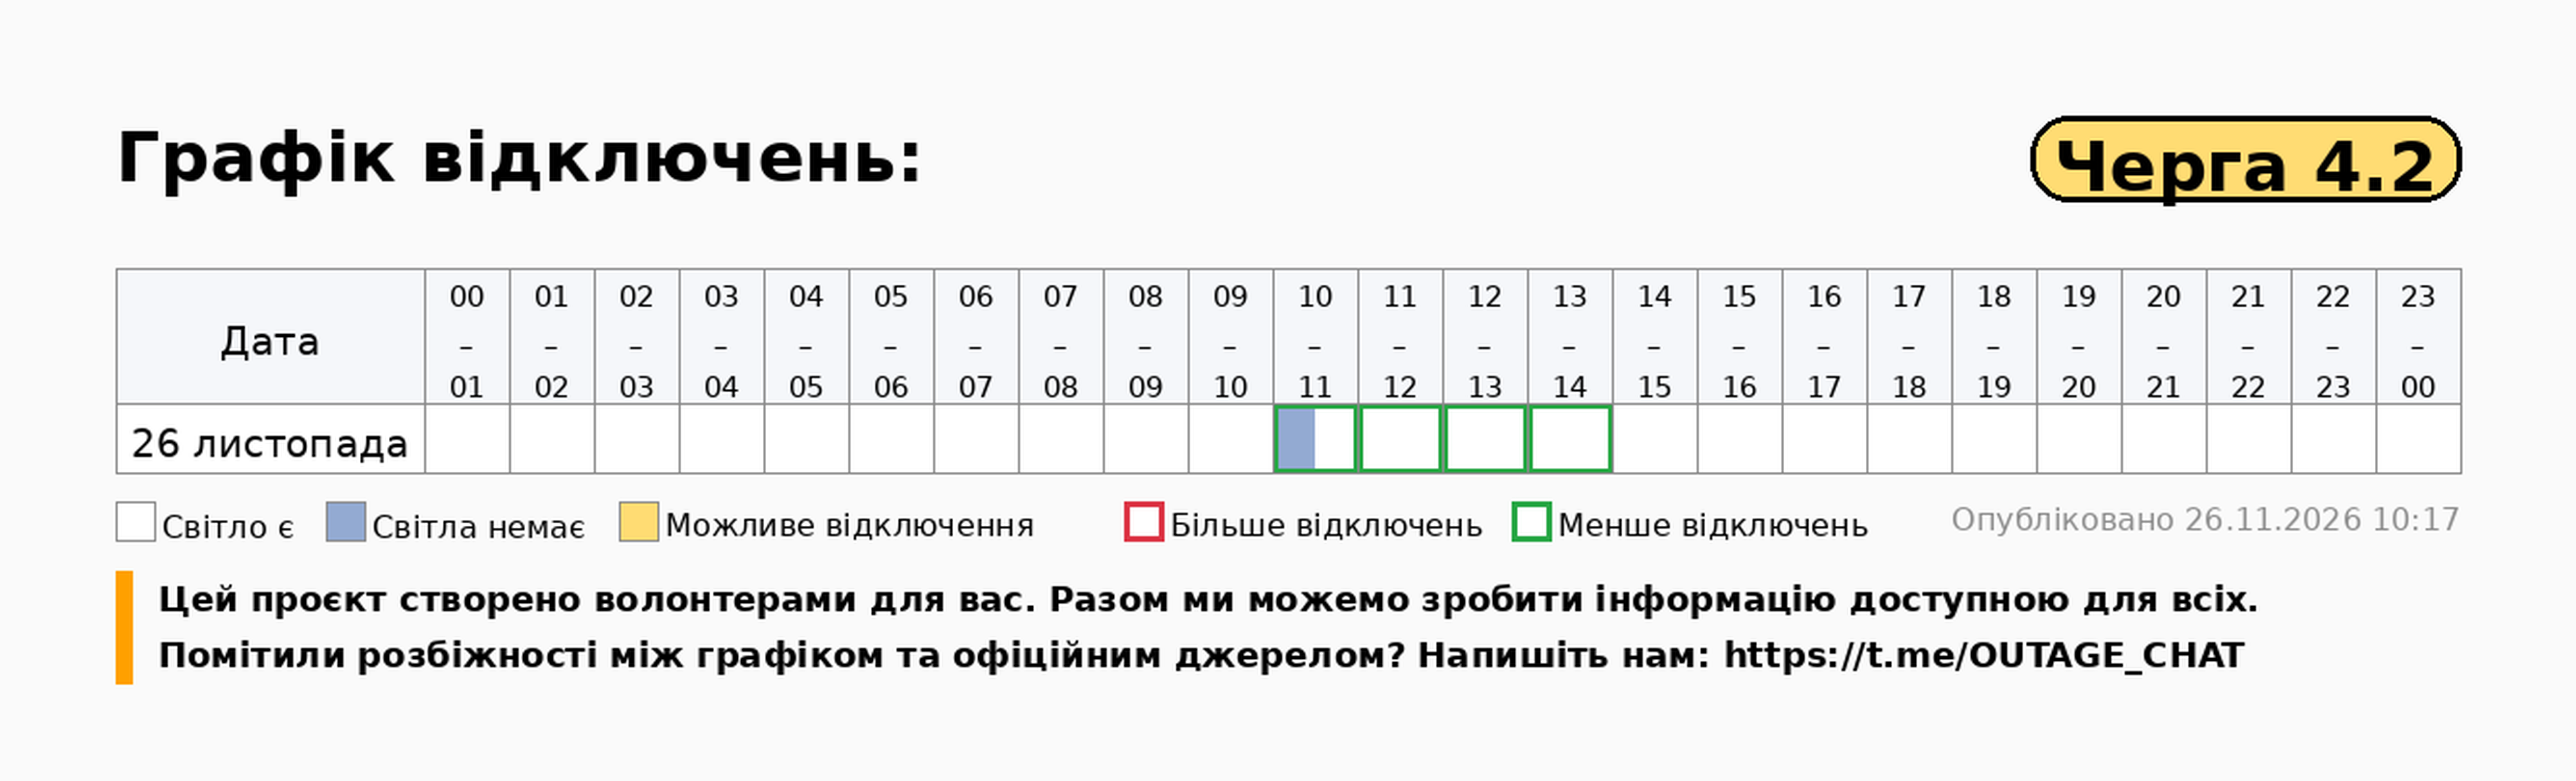 Графік відключень:
Черга 4.2
Дата 00 – 01 01 – 02 02 – 03 03 – 04 04 – 05 05 – 06 06 – 07 07 – 08 08 – 09 09 – 10 10 – 11 11 – 12 12 – 13 13 – 14 14 – 15 15 – 16 16 – 17 17 – 18 18 – 19 19 – 20 20 – 21 21 – 22 22 – 23 23 – 00
26 листопада
Світло є Світла немає Можливе відключення Більше відключень Менше відключень Опубліковано 26.11.2026 10:17
Цей проєкт створено волонтерами для вас. Разом ми можемо зробити інформацію доступною для всіх.
Помітили розбіжності між графіком та офіційним джерелом? Напишіть нам: https://t.me/OUTAGE_CHAT